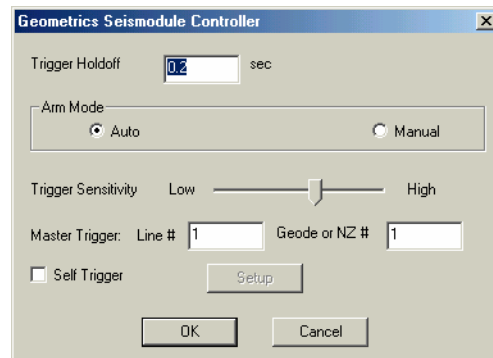 Geometrics Seismodule Controller
Trigger Holdoff 0.2 sec
Arm Mode
Auto Manual
Trigger Sensitivity Low High
Master Trigger: Line # 1 Geode or NZ # 1
Self Trigger Setup
OK Cancel